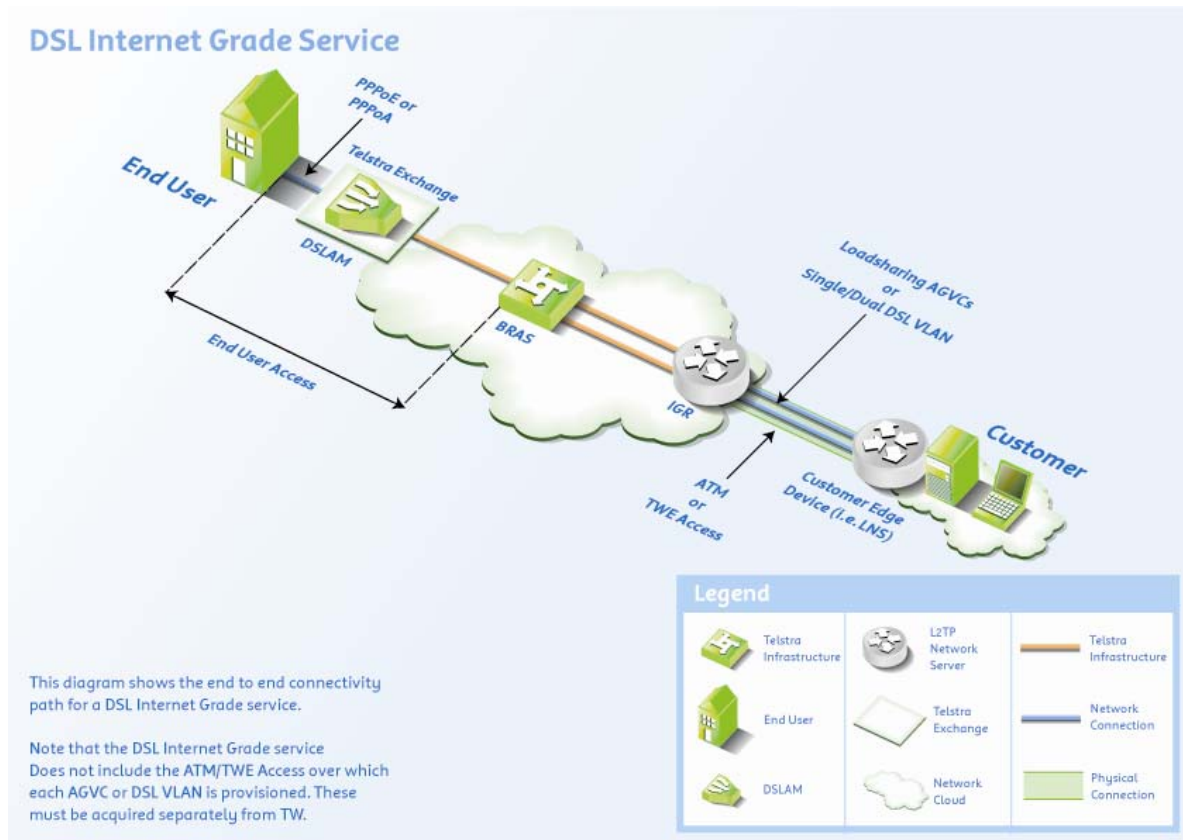 DSL Internet Grade Service
PPPoE or
PPPoA
End User
Telstra Exchange
DSLAM
BRAS
End User Access
IGR
Loadsharing AGVCs
or
Single/Dual DSL VLAN
ATM
or
TWE Access
Customer Edge
Device (i.e. LNS)
Customer
Legend
Telstra
Infrastructure
L2TP
Network
Server
Telstra
Infrastructure
End User
Telstra
Exchange
Network
Connection
DSLAM
Network
Cloud
Physical
Connection
This diagram shows the end to end connectivity
path for a DSL Internet Grade service.
Note that the DSL Internet Grade service
Does not include the ATM/TWE Access over which
each AGVC or DSL VLAN is provisioned. These
must be acquired separately from TW.